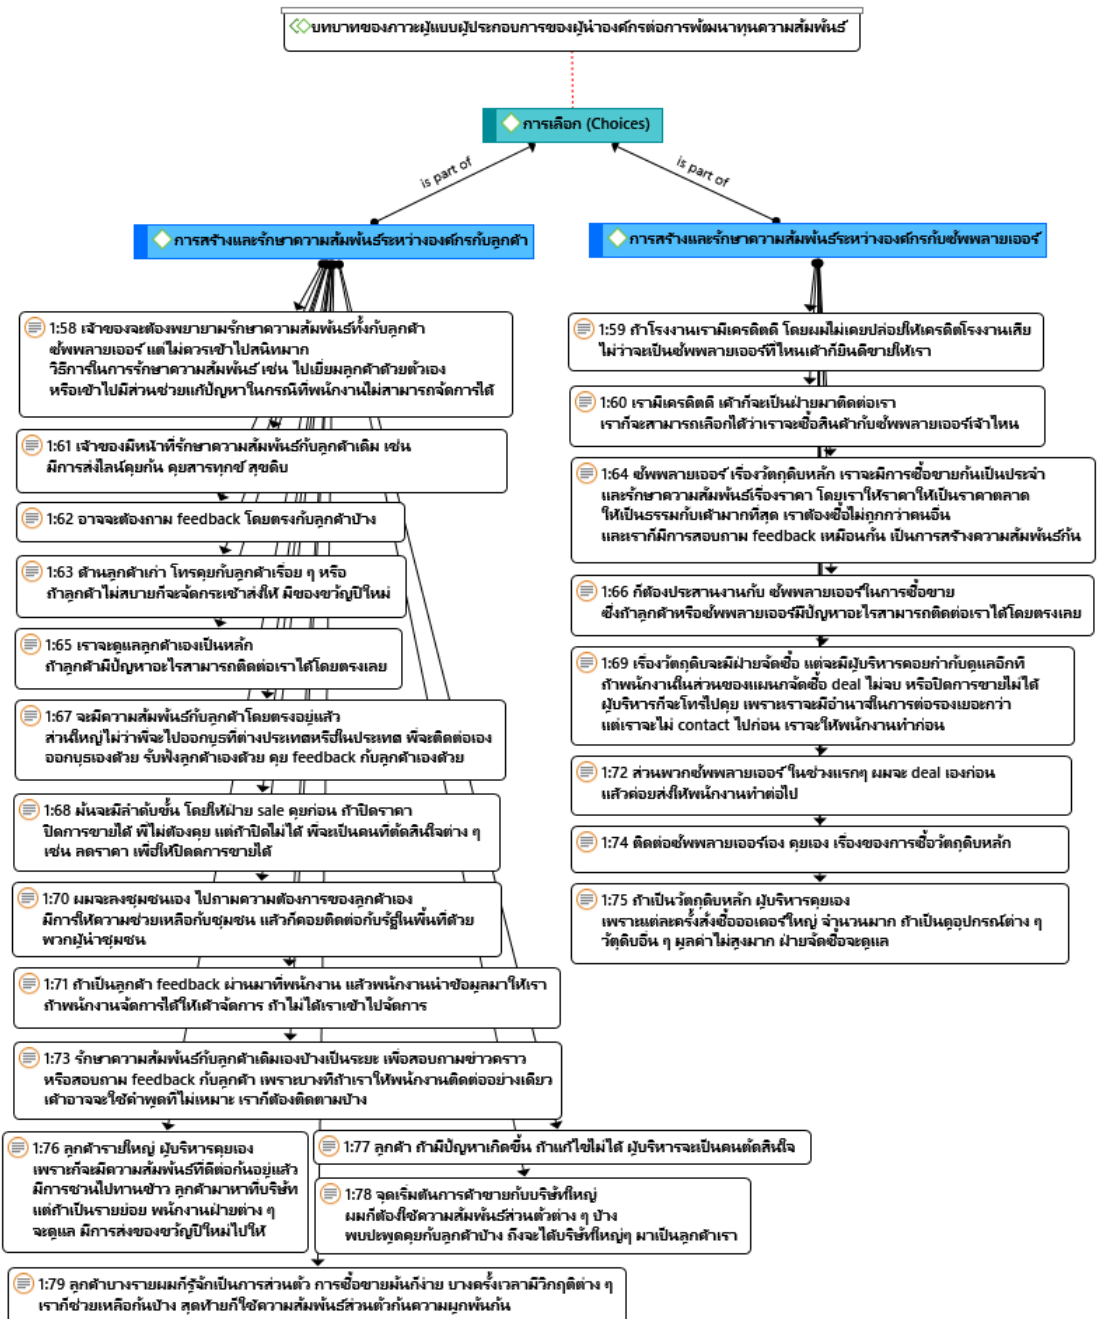 บทบาทของภาวะผู้แบบผู้ประกอบการของผู้นำองค์กรต่อการพัฒนาทุนความสัมพันธ์
การเลือก (Choices)
is part of
is part of
การสร้างและรักษาความสัมพันธ์ระหว่างองค์กรกับลูกค้า
การสร้างและรักษาความสัมพันธ์ระหว่างองค์กรกับซัพพลายเออร์
1:58 เจ้าของจะต้องพยายามรักษาความสัมพันธ์ทั้งกับลูกค้า
ซัพพลายเออร์ แต่ไม่ควรเข้าไปสนิทมาก
วิธีการในการรักษาความสัมพันธ์ เช่น ไปเยี่ยมลูกค้าด้วยตัวเอง
หรือเข้าไปมีส่วนช่วยแก้ปัญหาในกรณีที่พนักงานไม่สามารถจัดการได้
1:61 เจ้าของมีหน้าที่รักษาความสัมพันธ์กับลูกค้าเดิม เช่น
มีการส่งไลน์คุยกัน คุยสารทุกข์ สุขดิบ
1:62 อาจจะต้องถาม feedback โดยตรงกับลูกค้าบ้าง
1:63 ด้านลูกค้าเก่า โทรคุยกับลูกค้าเรื่อย ๆ หรือ
ถ้าลูกค้าไม่สบายก็จะจัดกระเช้าส่งให้ มีของขวัญปีใหม่
1:65 เราจะดูแลลูกค้าเองเป็นหลัก
ถ้าลูกค้ามีปัญหาอะไรสามารถติดต่อเราได้โดยตรงเลย
1:67 จะมีความสัมพันธ์กับลูกค้าโดยตรงอยู่แล้ว
ส่วนใหญ่ไม่ว่าพี่จะไปออกบูธที่ต่างประเทศหรือในประเทศ พี่จะติดต่อเอง
ออกบูธเองด้วย รับฟังลูกค้าเองด้วย คุย feedback กับลูกค้าเองด้วย
1:68 มันจะมีลำดับขั้น โดยให้ฝ่าย sale คุยก่อน ถ้าปิดราคา
ปิดการขายได้ พี่ไม่ต้องคุย แต่ถ้าปิดไม่ได้ พี่จะเป็นคนที่ตัดสินใจต่าง ๆ
เช่น ลดราคา เพื่อให้ปิดดการขายได้
1:70 ผมจะลงชุมชนเอง ไปถามความต้องการของลูกค้าเอง
มีการให้ความช่วยเหลือกับชุมชน แล้วก็คอยติดต่อกับรัฐในพื้นที่ด้วย
พวกผู้นำชุมชน
1:71 ถ้าเป็นลูกค้า feedback ผ่านมาที่พนักงาน แล้วพนักงานนำข้อมูลมาให้เรา
ถ้าพนักงานจัดการได้ให้เค้าจัดการ ถ้าไม่ได้เราเข้าไปจัดการ
1:73 รักษาความสัมพันธ์กับลูกค้าเดิมเองบ้างเป็นระยะ เพื่อสอบถามข่าวคราว
หรือสอบถาม feedback กับลูกค้า เพราะบางทีถ้าเราให้พนักงานติดต่ออย่างเดียว
เค้าอาจจะใช้คำพูดที่ไม่เหมาะ เราก็ต้องติดตามบ้าง
1:76 ลูกค้ารายใหญ่ ผู้บริหารคุยเอง
เพราะก็จะมีความสัมพันธ์ที่ดีต่อกันอยู่แล้ว
มีการชวนไปทานข้าว ลูกค้ามาหาที่บริษัท
แต่ถ้าเป็นรายย่อย พนักงานฝ่ายต่าง ๆ
จะดูแล มีการส่งของขวัญปีใหม่ไปให้
1:77 ลูกค้า ถ้ามีปัญหาเกิดขึ้น ถ้าแก้ไขไม่ได้ ผู้บริหารจะเป็นคนตัดสินใจ
1:78 จุดเริ่มต้นการค้าขายกับบริษัทใหญ่
ผมก็ต้องใช้ความสัมพันธ์ส่วนตัวต่าง ๆ บ้าง
พบปะพูดคุยกับลูกค้าบ้าง ถึงจะได้บริษัทใหญ่ๆ มาเป็นลูกค้าเรา
1:79 ลูกค้าบางรายผมก็รู้จักเป็นการส่วนตัว การซื้อขายมันก็ง่าย บางครั้งเวลามีวิกฤติต่าง ๆ
เราก็ช่วยเหลือกันบ้าง สุดท้ายก็ใช้ความสัมพันธ์ส่วนตัวกันความผูกพันกัน
1:59 ถ้าโรงงานเรามีเครดิตดี โดยผมไม่เคยปล่อยให้เครดิตโรงงานเสีย
ไม่ว่าจะเป็นซัพพลายเออร์ที่ไหนเค้าก็ยินดีขายให้เรา
1:60 เรามีเครดิตดี เค้าก็จะเป็นฝ่ายมาติดต่อเรา
เราก็จะสามารถเลือกได้ว่าเราจะซื้อสินค้ากับซัพพลายเออร์เจ้าไหน
1:64 ซัพพลายเออร์ เรื่องวัตถุดิบหลัก เราจะมีการซื้อขายกันเป็นประจำ
และรักษาความสัมพันธ์เรื่องราคา โดยเราให้ราคาให้เป็นราคาตลาด
ให้เป็นธรรมกับเค้ามากที่สุด เราต้องซื้อไม่ถูกกว่าคนอื่น
และเราก็มีการสอบถาม feedback เหมือนกัน เป็นการสร้างความสัมพันธ์กัน
1:66 ก็ต้องประสานงานกับ ซัพพลายเออร์ในการซื้อขาย
ซึ่งถ้าลูกค้าหรือซัพพลายเออร์มีปัญหาอะไรสามารถติดต่อเราได้โดยตรงเลย
1:69 เรื่องวัตถุดิบจะมีฝ่ายจัดซื้อ แต่จะมีผู้บริหารคอยกำกับดูแลอีกที
ถ้าพนักงานในส่วนของแผนกจัดซื้อ deal ไม่จบ หรือปิดการขายไม่ได้
ผู้บริหารก็จะโทรไปคุย เพราะเราจะมีอำนาจในการต่อรองเยอะกว่า
แต่เราจะไม่ contact ไปก่อน เราจะให้พนักงานทำก่อน
1:72 ส่วนพวกซัพพลายเออร์ ในช่วงแรกๆ ผมจะ deal เองก่อน
แล้วค่อยส่งให้พนักงานทำต่อไป
1:74 ติดต่อซัพพลายเออร์เอง คุยเอง เรื่องของการซื้อวัตถุดิบหลัก
1:75 ถ้าเป็นวัตถุดิบหลัก ผู้บริหารคุยเอง
เพราะแต่ละครั้งสั่งซื้อออเดอร์ใหญ่ จำนวนมาก ถ้าเป็นดูอุปกรณ์ต่าง ๆ
วัตุดิบอื่น ๆ มูลค่าไม่สูงมาก ฝ่ายจัดซื้อจะดูแล